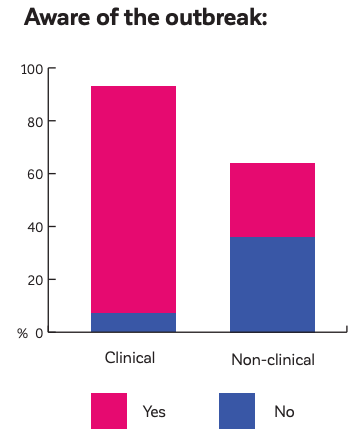 Aware of the outbreak:
100
80
60
40
20
% 0
Clinical
Non-clinical
Yes
No